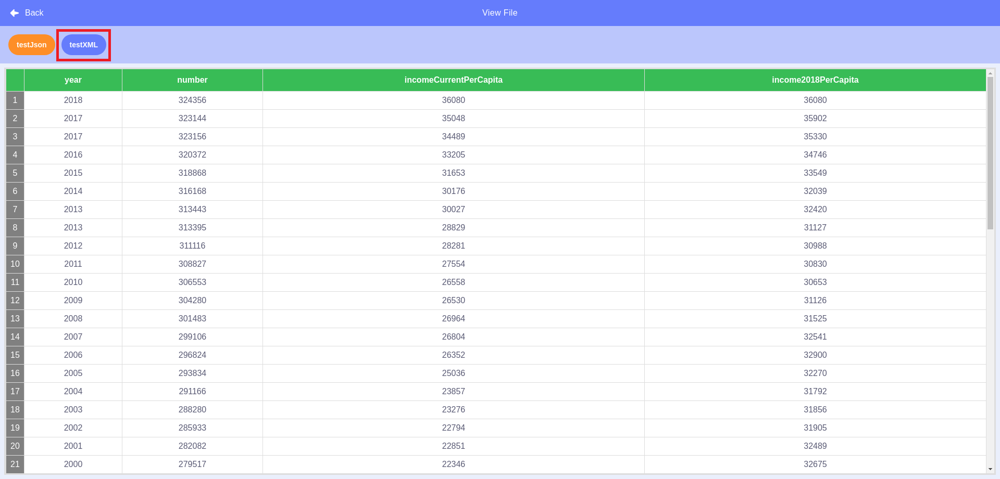 Back View File
testJson testXML
year number incomeCurrentPerCapita income2018PerCapita
1 2018 324356 36080 36080
2 2017 323144 35048 35902
3 2017 323156 34489 35330
4 2016 320372 33205 34746
5 2015 318868 31653 33549
6 2014 316168 30176 32039
7 2013 313443 30027 32420
8 2013 313395 28829 31127
9 2012 311116 28281 30988
10 2011 308827 27554 30830
11 2010 306553 26558 30653
12 2009 304280 26530 31126
13 2008 301483 26964 31525
14 2007 299106 26804 32541
15 2006 296824 26352 32900
16 2005 293834 25036 32270
17 2004 291166 23857 31792
18 2003 288280 23276 31856
19 2002 285933 22794 31905
20 2001 282082 22851 32489
21 2000 279517 22346 32675